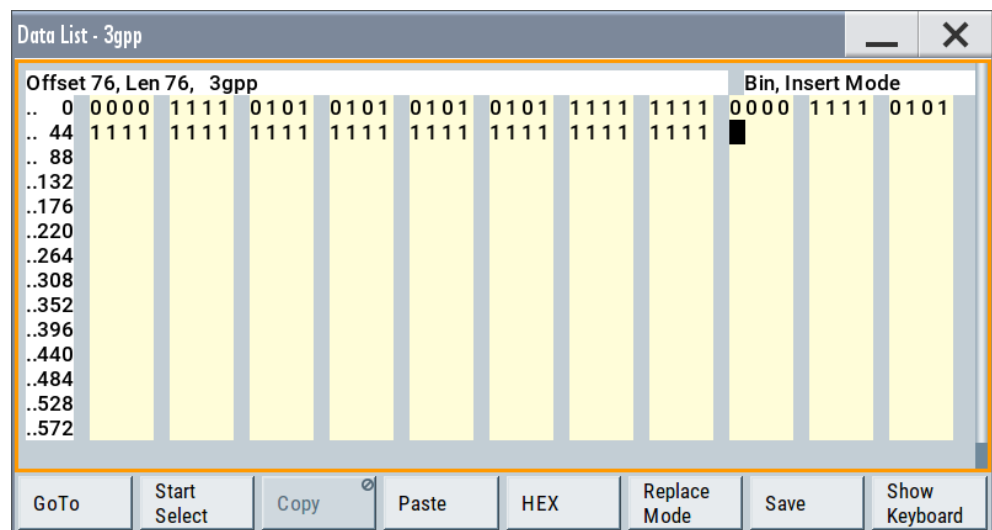 Data List - 3gpp
Offset 76, Len 76, 3gpp Bin, Insert Mode
.. 0 0000 1111 0101 0101 0101 0101 1111 1111 0000 1111 0101
.. 44 1111 1111 1111 1111 1111 1111 1111 1111
.. 88
..132
..176
..220
..264
..308
..352
..396
..440
..484
..528
..572
GoTo Start Select Copy Paste HEX Replace Mode Save Show Keyboard